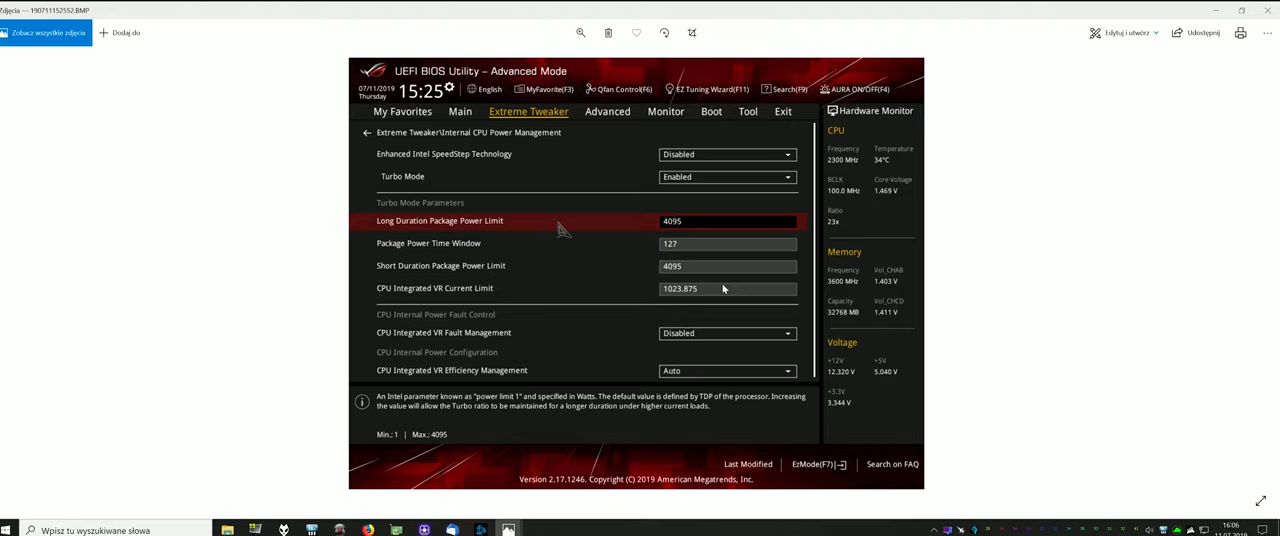 Zdjęcia — 190711152552.BMP
Zobacz wszystkie zdjęcia
Dodaj do
Edytuj i utwórz
Udostępnij
UEFI BIOS Utility – Advanced Mode
07/11/2019
Thursday
15:25
English
MyFavorite(F3)
Qfan Control(F6)
EZ Tuning Wizard(F11)
Search(F9)
AURA ON/OFF(F4)
My Favorites
Main
Extreme Tweaker
Advanced
Monitor
Boot
Tool
Exit
Hardware Monitor
Extreme Tweaker\Internal CPU Power Management
Enhanced Intel SpeedStep Technology
Disabled
Turbo Mode
Enabled
Turbo Mode Parameters
Long Duration Package Power Limit
4095
Package Power Time Window
127
Short Duration Package Power Limit
4095
CPU Integrated VR Current Limit
1023.875
CPU Internal Power Fault Control
CPU Integrated VR Fault Management
Disabled
CPU Internal Power Configuration
CPU Integrated VR Efficiency Management
Auto
An Intel parameter known as "power limit 1" and specified in Watts. The default value is defined by TDP of the processor. Increasing
the value will allow the Turbo ratio to be maintained for a longer duration under higher current loads.
Min.: 1 | Max.: 4095
CPU
Frequency Temperature
2300 MHz 34°C
BCLK Core Voltage
100.0 MHz 1.469 V
Ratio
23x
Memory
Frequency Vol_CHAB
3600 MHz 1.403 V
Capacity Vol_CHCD
32768 MB 1.411 V
Voltage
+12V +5V
12.320 V 5.040 V
+3.3V
3.344 V
Last Modified
EzMode(F7)
Search on FAQ
Version 2.17.1246. Copyright (C) 2019 American Megatrends, Inc.
Wpisz tu wyszukiwane słowa
16:06
11.07.2019